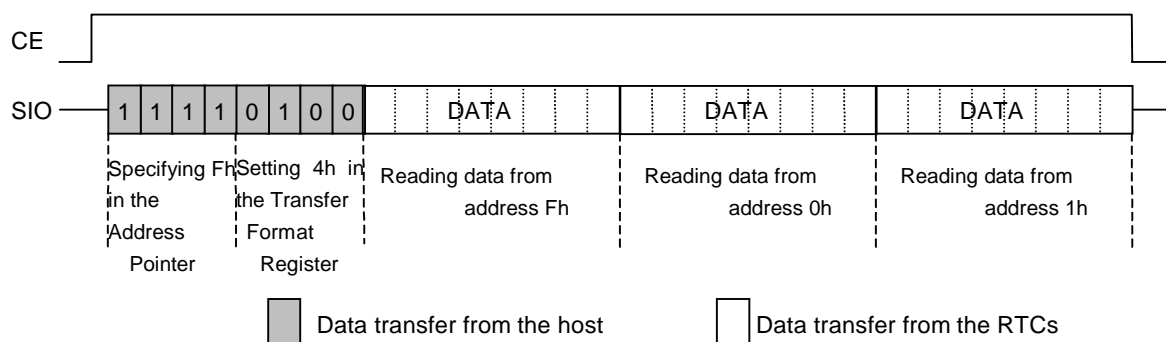 CE
SIO 1 1 1 1 0 1 0 0 DATA DATA DATA
Specifying Fh
in the
Address
Pointer
Setting 4h in
the Transfer
Format
Register
Reading data from
address Fh
Reading data from
address 0h
Reading data from
address 1h
Data transfer from the host
Data transfer from the RTCs